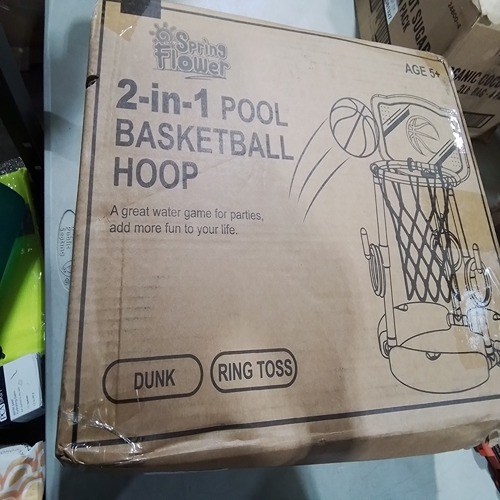 Spring
Flower
AGE 5+
2-in-1 POOL
BASKETBALL
HOOP
A great water game for parties,
add more fun to your life.
DUNK
RING TOSS